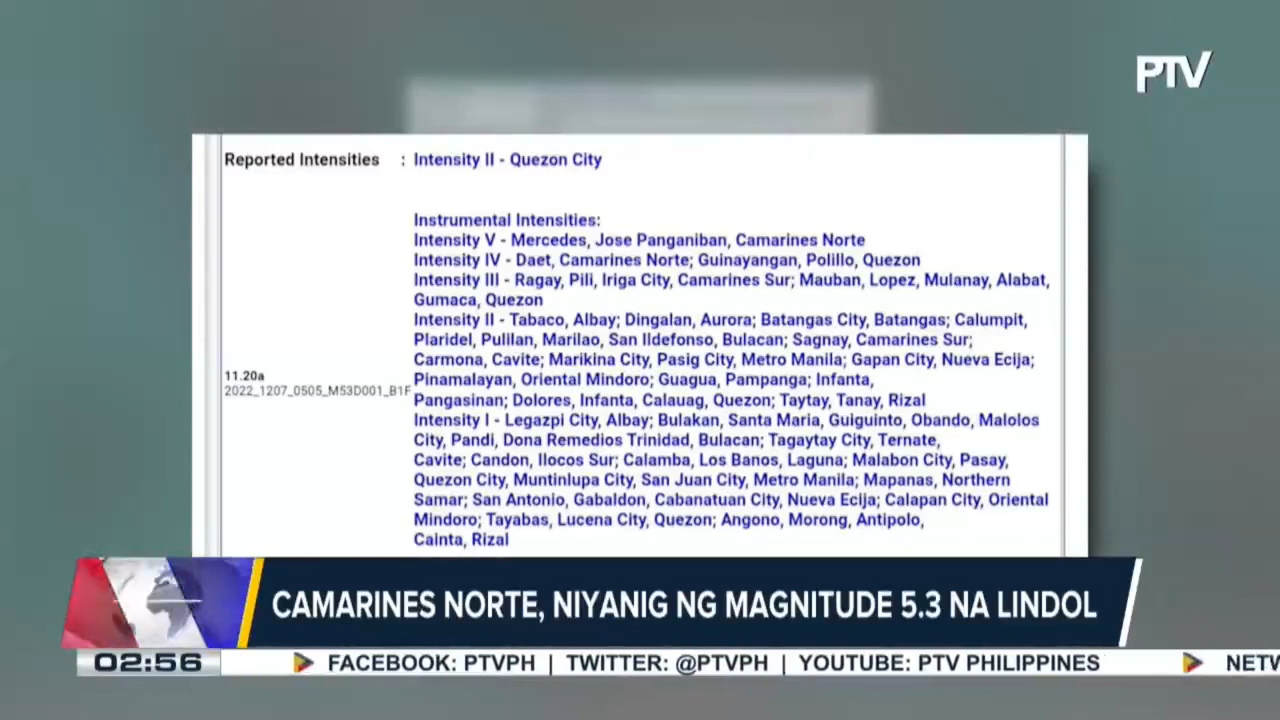 PTV
Reported Intensities : Intensity II - Quezon City
Instrumental Intensities:
Intensity V - Mercedes, Jose Panganiban, Camarines Norte
Intensity IV - Daet, Camarines Norte; Guinayangan, Polillo, Quezon
Intensity III - Ragay, Pili, Iriga City, Camarines Sur; Mauban, Lopez, Mulanay, Alabat,
Gumaca, Quezon
Intensity II - Tabaco, Albay; Dingalan, Aurora; Batangas City, Batangas; Calumpit,
Plaridel, Pulilan, Marilao, San Ildefonso, Bulacan; Sagnay, Camarines Sur;
Carmona, Cavite; Marikina City, Pasig City, Metro Manila; Gapan City, Nueva Ecija;
Pinamalayan, Oriental Mindoro; Guagua, Pampanga; Infanta,
Pangasinan; Dolores, Infanta, Calauag, Quezon; Taytay, Tanay, Rizal
Intensity I - Legazpi City, Albay; Bulakan, Santa Maria, Guiguinto, Obando, Malolos
City, Pandi, Dona Remedios Trinidad, Bulacan; Tagaytay City, Ternate,
Cavite; Candon, Ilocos Sur; Calamba, Los Banos, Laguna; Malabon City, Pasay,
Quezon City, Muntinlupa City, San Juan City, Metro Manila; Mapanas, Northern
Samar; San Antonio, Gabaldon, Cabanatuan City, Nueva Ecija; Calapan City, Oriental
Mindoro; Tayabas, Lucena City, Quezon; Angono, Morong, Antipolo,
Cainta, Rizal
11.20a
2022_1207_0505_M53D001_B1F
CAMARINES NORTE, NIYANIG NG MAGNITUDE 5.3 NA LINDOL
02:56 FACEBOOK: PTVPH | TWITTER: @PTVPH | YOUTUBE: PTV PHILIPPINES NETW